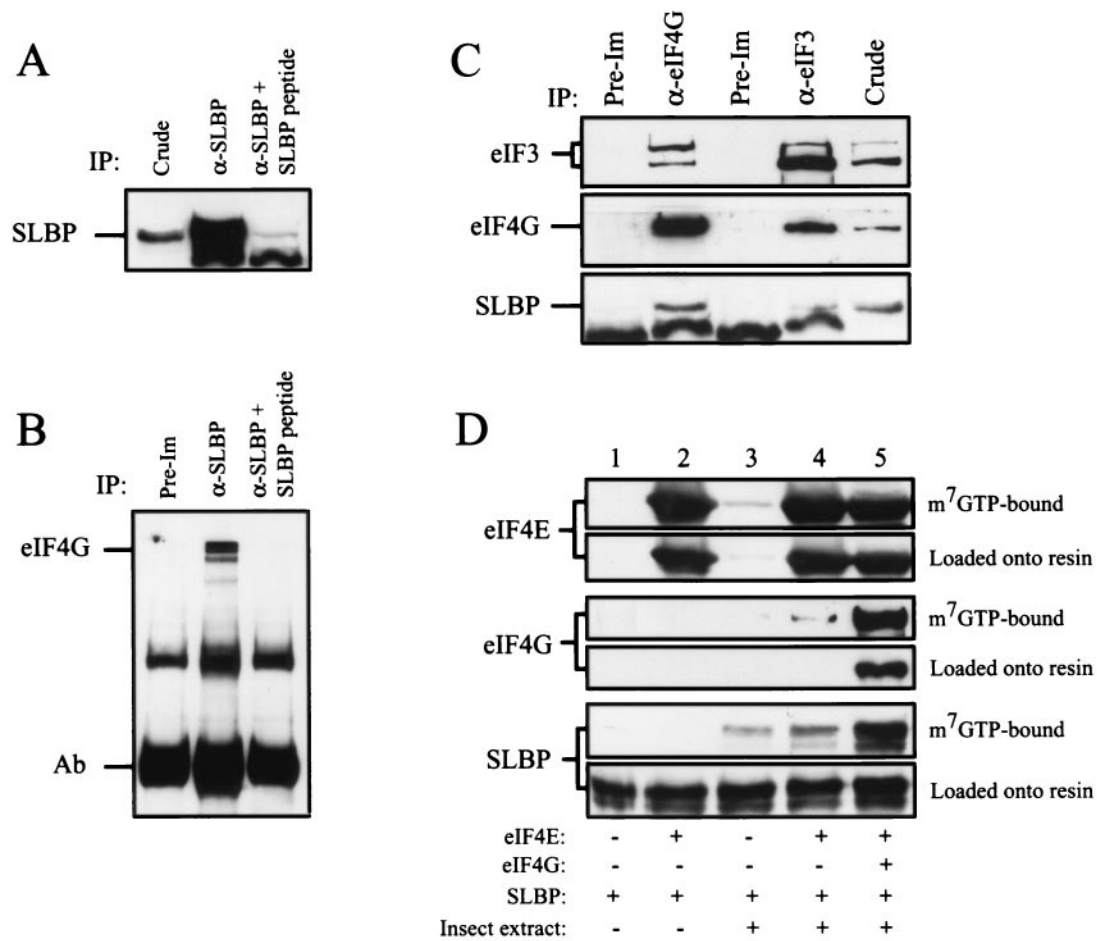 A
IP:
Crude
α-SLBP
α-SLBP +
SLBP peptide
SLBP
B
IP:
Pre-Im
α-SLBP
α-SLBP +
SLBP peptide
eIF4G
Ab
C
IP:
Pre-Im
α-eIF4G
Pre-Im
α-eIF3
Crude
eIF3
eIF4G
SLBP
D
1 2 3 4 5
eIF4E
m⁷GTP-bound
Loaded onto resin
eIF4G
m⁷GTP-bound
Loaded onto resin
SLBP
m⁷GTP-bound
Loaded onto resin
eIF4E: - + - + +
eIF4G: - - - - +
SLBP: + + + + +
Insect extract: - - + + +